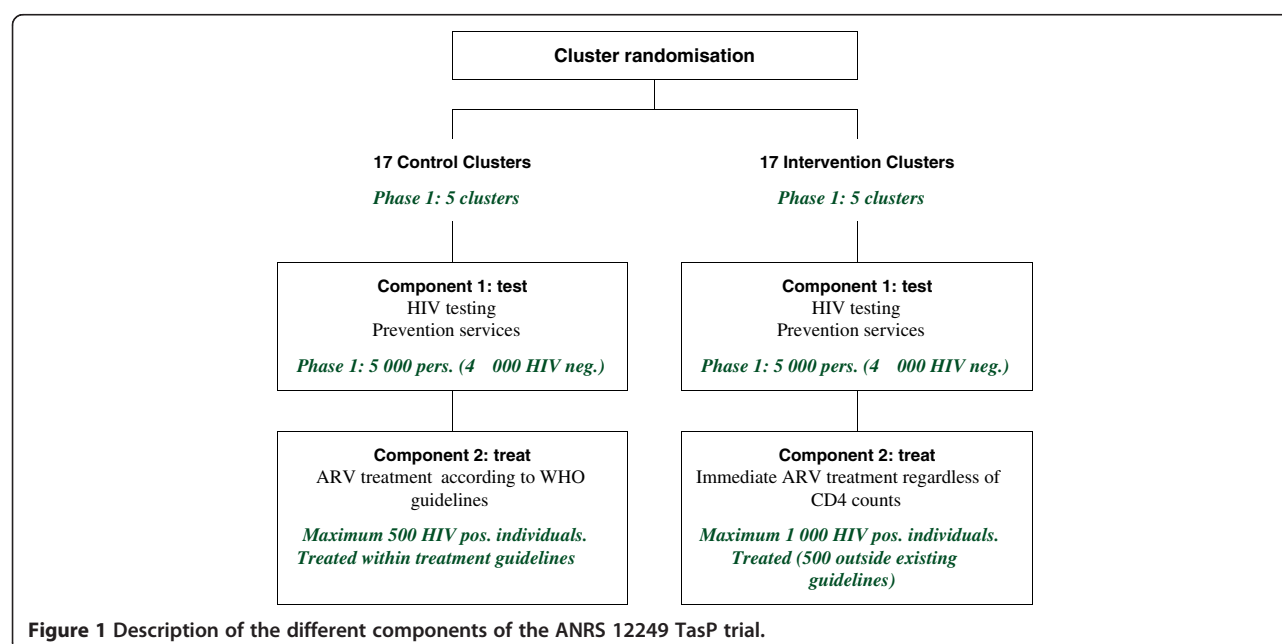 Cluster randomisation
17 Control Clusters
Phase 1: 5 clusters
17 Intervention Clusters
Phase 1: 5 clusters
Component 1: test
HIV testing
Prevention services
Phase 1: 5 000 pers. (4 000 HIV neg.)
Component 1: test
HIV testing
Prevention services
Phase 1: 5 000 pers. (4 000 HIV neg.)
Component 2: treat
ARV treatment according to WHO
guidelines
Maximum 500 HIV pos. individuals.
Treated within treatment guidelines
Component 2: treat
Immediate ARV treatment regardless of
CD4 counts
Maximum 1 000 HIV pos. individuals.
Treated (500 outside existing
guidelines)
Figure 1 Description of the different components of the ANRS 12249 TasP trial.